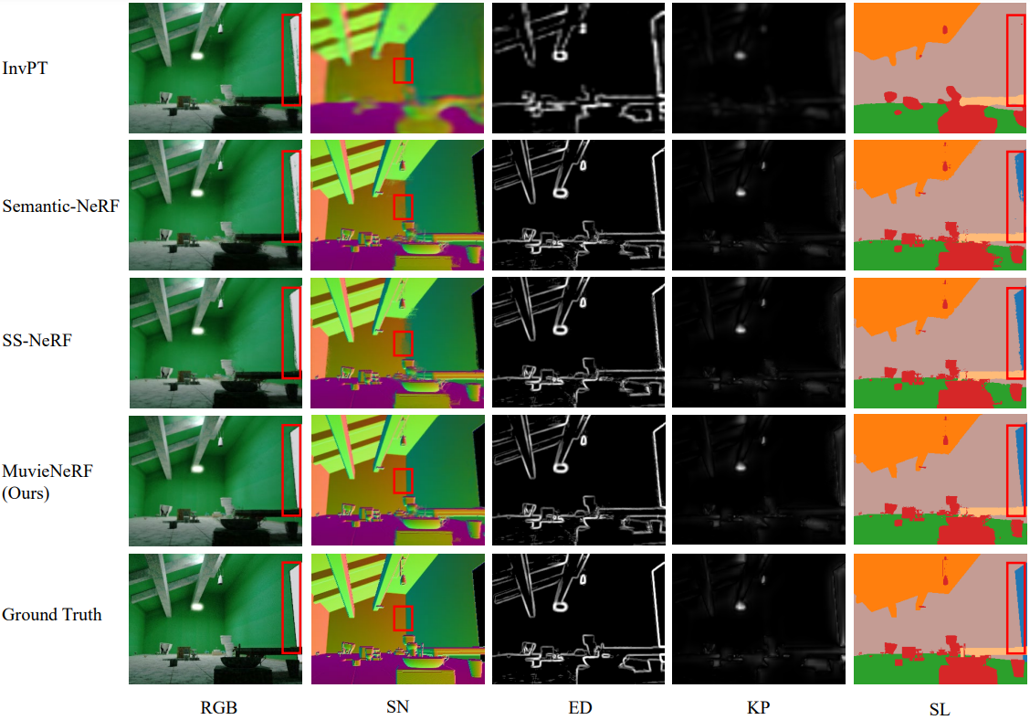 InvPT
Semantic-NeRF
SS-NeRF
MuvieNeRF
(Ours)
Ground Truth
RGB SN ED KP SL